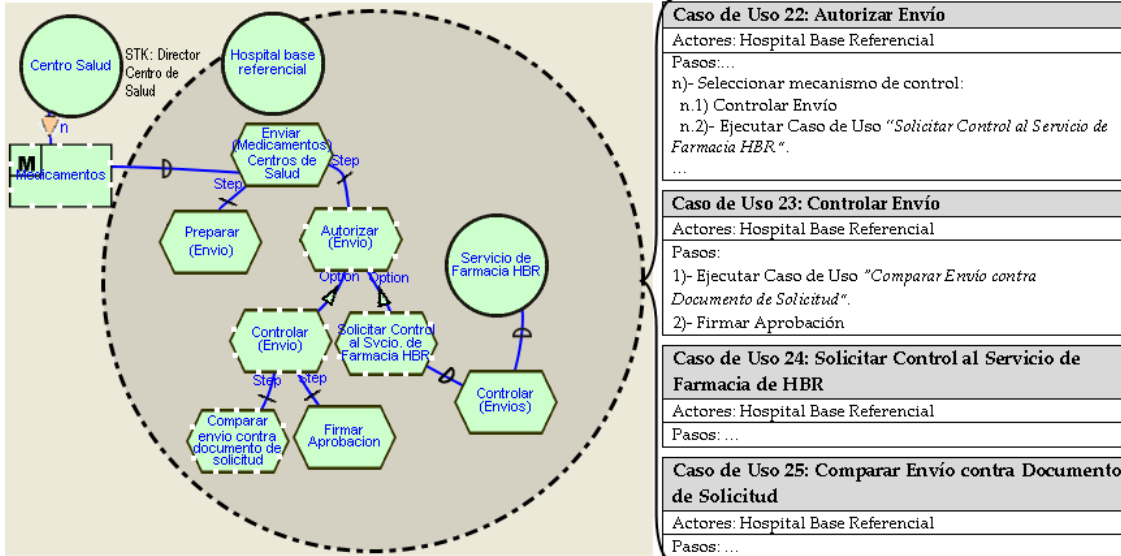 Centro Salud
STK: Director
Centro de
Salud
Hospital base
referencial
n
M
Medicamentos
Enviar
(Medicamentos)
Centros de
Salud
Step
Step
Preparar
(Envio)
Autorizar
(Envio)
Servicio de
Farmacia HBR
Option
Option
Controlar
(Envio)
Solicitar Control
al Svcio. de
Farmacia HBR
Step
Step
Controlar
(Envios)
Comparar
envio contra
documento de
solicitud
Firmar
Aprobacion
Caso de Uso 22: Autorizar Envío
Actores: Hospital Base Referencial
Pasos:...
n)- Seleccionar mecanismo de control:
n.1) Controlar Envío
n.2)- Ejecutar Caso de Uso "Solicitar Control al Servicio de
Farmacia HBR".
...
Caso de Uso 23: Controlar Envío
Actores: Hospital Base Referencial
Pasos:
1)- Ejecutar Caso de Uso "Comparar Envío contra
Documento de Solicitud".
2)- Firmar Aprobación
Caso de Uso 24: Solicitar Control al Servicio de
Farmacia de HBR
Actores: Hospital Base Referencial
Pasos: ...
Caso de Uso 25: Comparar Envío contra Documento
de Solicitud
Actores: Hospital Base Referencial
Pasos: ...